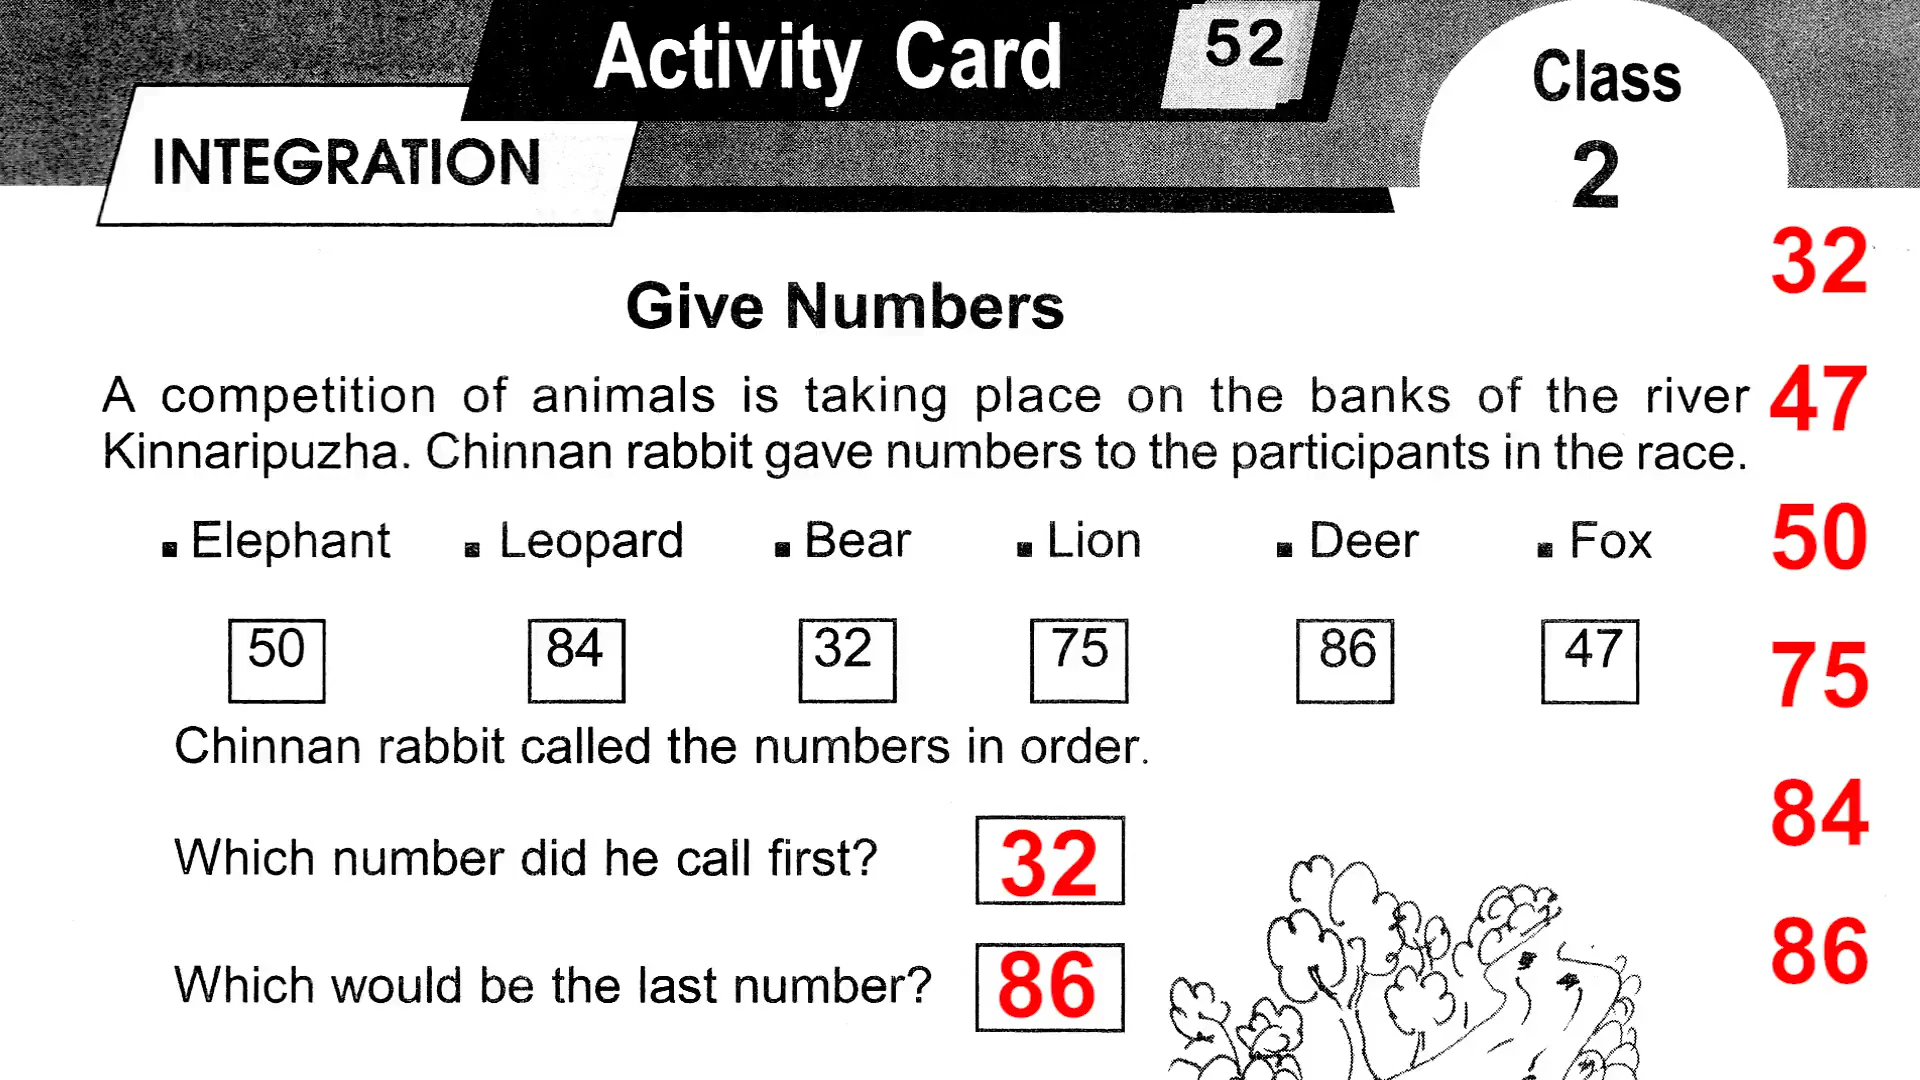 Activity Card 52
Class
2
INTEGRATION
Give Numbers
A competition of animals is taking place on the banks of the river
Kinnaripuzha. Chinnan rabbit gave numbers to the participants in the race.
▪ Elephant ▪ Leopard ▪ Bear ▪ Lion ▪ Deer ▪ Fox
50 84 32 75 86 47
Chinnan rabbit called the numbers in order.
Which number did he call first? 32
Which would be the last number? 86
32
47
50
75
84
86